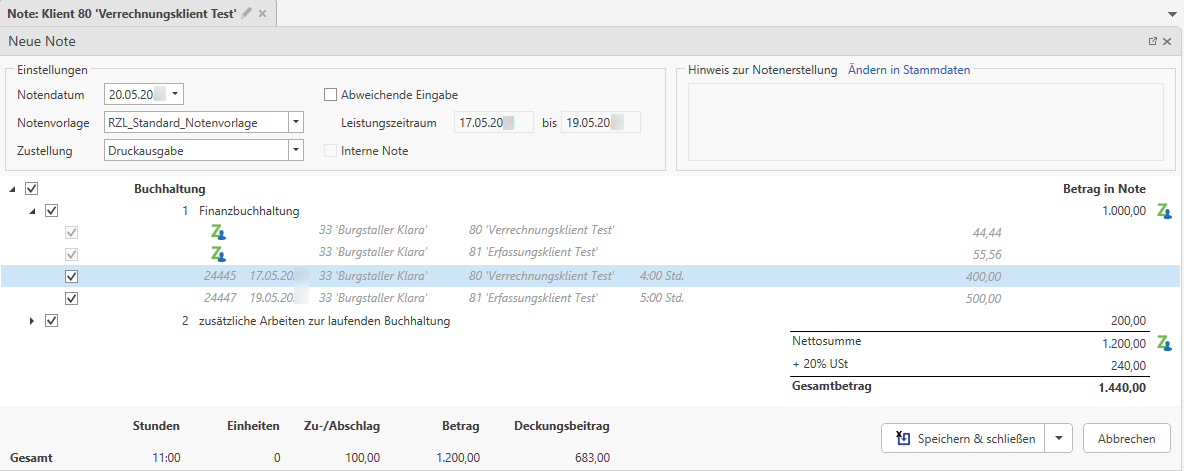 Note: Klient 80 'Verrechnungsklient Test'
Neue Note
Einstellungen
Hinweis zur Notenerstellung Ändern in Stammdaten
Notendatum 20.05.20 Abweichende Eingabe
Notenvorlage RZL_Standard_Notenvorlage Leistungszeitraum 17.05.20 bis 19.05.20
Zustellung Druckausgabe Interne Note
Buchhaltung Betrag in Note
1 Finanzbuchhaltung 1.000,00
33 'Burgstaller Klara' 80 'Verrechnungsklient Test' 44,44
33 'Burgstaller Klara' 81 'Erfassungsklient Test' 55,56
24445 17.05.20 33 'Burgstaller Klara' 80 'Verrechnungsklient Test' 4:00 Std. 400,00
24447 19.05.20 33 'Burgstaller Klara' 81 'Erfassungsklient Test' 5:00 Std. 500,00
2 zusätzliche Arbeiten zur laufenden Buchhaltung 200,00
Nettosumme 1.200,00
+ 20% USt 240,00
Gesamtbetrag 1.440,00
Stunden Einheiten Zu-/Abschlag Betrag Deckungsbeitrag
Gesamt 11:00 0 100,00 1.200,00 683,00
Speichern & schließen Abbrechen